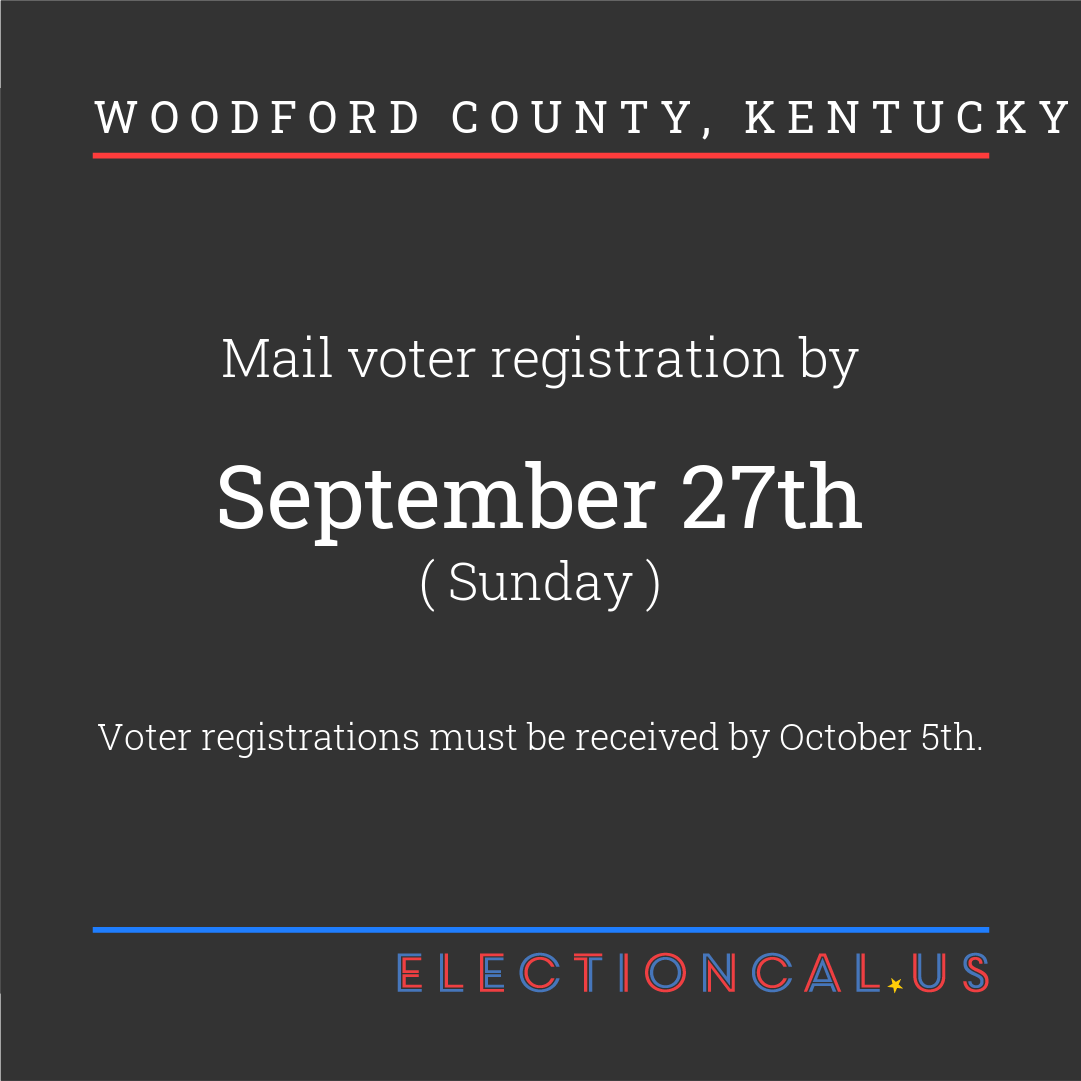 WOODFORD COUNTY, KENTUCKY
Mail voter registration by
September 27th
( Sunday )
Voter registrations must be received by October 5th.
ELECTIONCAL.US